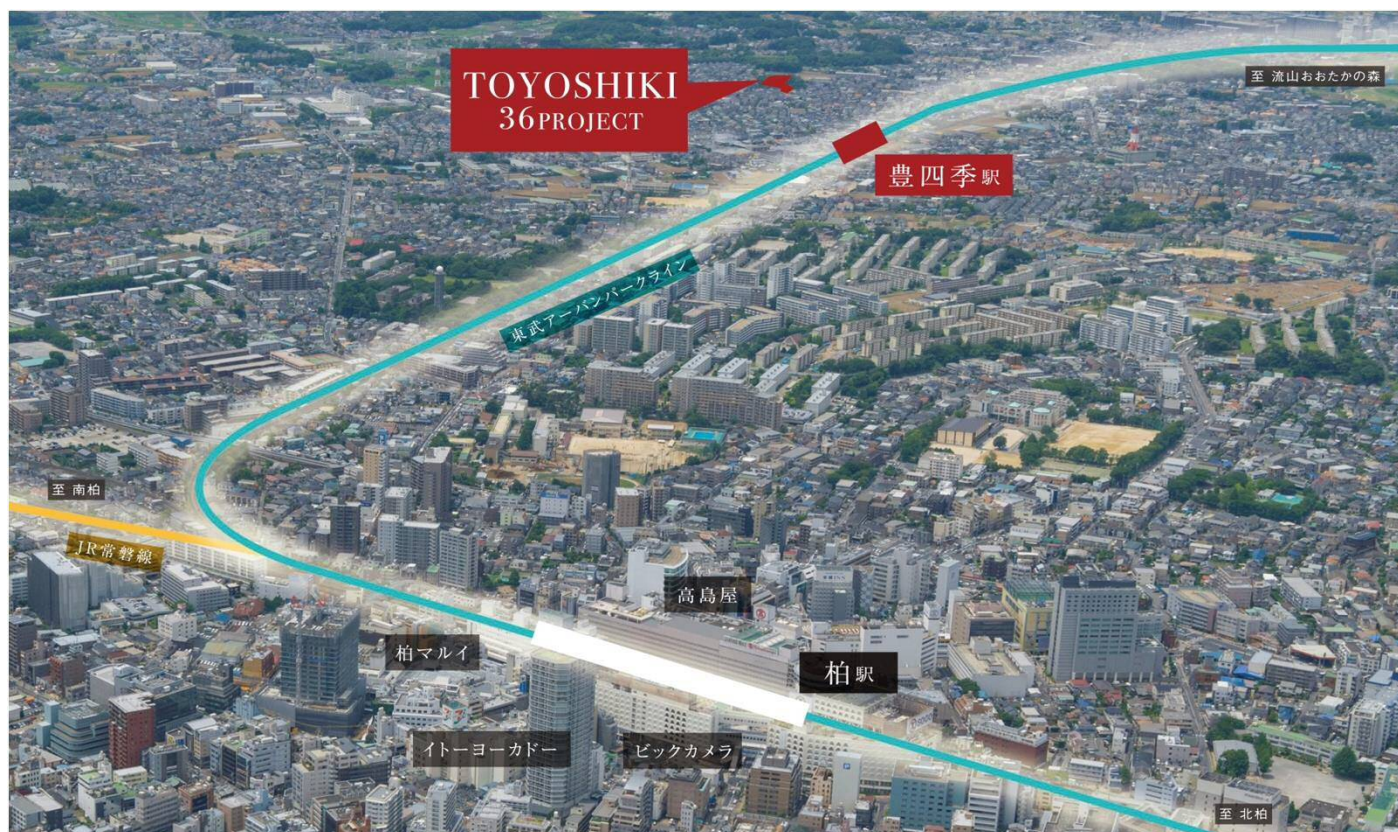 TOYOSHIKI
36PROJECT
至 流山おおたかの森
豊四季駅
東武アーバンパークライン
至 南柏
JR常磐線
高島屋
柏マルイ
柏駅
イトーヨーカドー
ビックカメラ
至 北柏